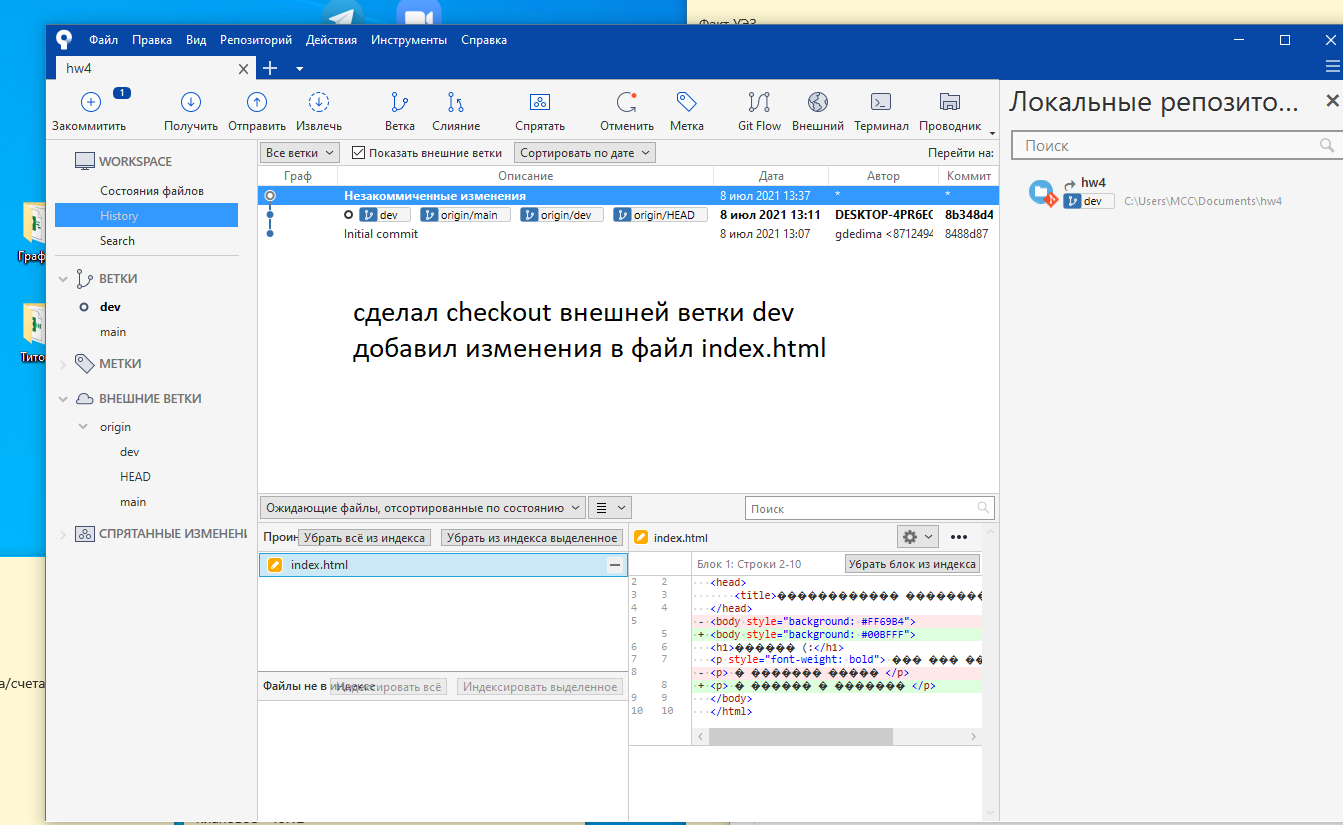 Факт УЭЗ
Файл Правка Вид Репозиторий Действия Инструменты Справка
hw4
1
Закоммитить Получить Отправить Извлечь Ветка Слияние Спрятать Отменить Метка Git Flow Внешний Терминал Проводник
Локальные репозито...
Поиск
hw4
dev C:\Users\MCC\Documents\hw4
WORKSPACE
Состояния файлов
History
Search
ВЕТКИ
dev
main
МЕТКИ
ВНЕШНИЕ ВЕТКИ
origin
dev
HEAD
main
СПРЯТАННЫЕ ИЗМЕНЕНИ
Граф
Тито
а/счета
Все ветки Показать внешние ветки Сортировать по дате Перейти на:
Граф Описание Дата Автор Коммит
Незакоммиченные изменения 8 июл 2021 13:37 * *
dev origin/main origin/dev origin/HEAD 8 июл 2021 13:11 DESKTOP-4PR6EC 8b348d4
Initial commit 8 июл 2021 13:07 gdedima <8712494 8488d87
сделал checkout внешней ветки dev
добавил изменения в файл index.html
Ожидающие файлы, отсортированные по состоянию Поиск
Проин Убрать всё из индекса Убрать из индекса выделенное
index.html
Файлы не в индексе Индексировать всё Индексировать выделенное
index.html
Блок 1: Строки 2-10 Убрать блок из индекса
2 2 <head>
3 3 <title>�������������� ���������
4 4 </head>
5 - <body style="background: #FF69B4">
5 + <body style="background: #00BFFF">
6 6 <h1>������ (:</h1>
7 7 <p style="font-weight: bold"> ��� ��� ��
8 - <p> � ������� ����� </p>
8 + <p> � ������ � ������� </p>
9 9 </body>
10 10 </html>